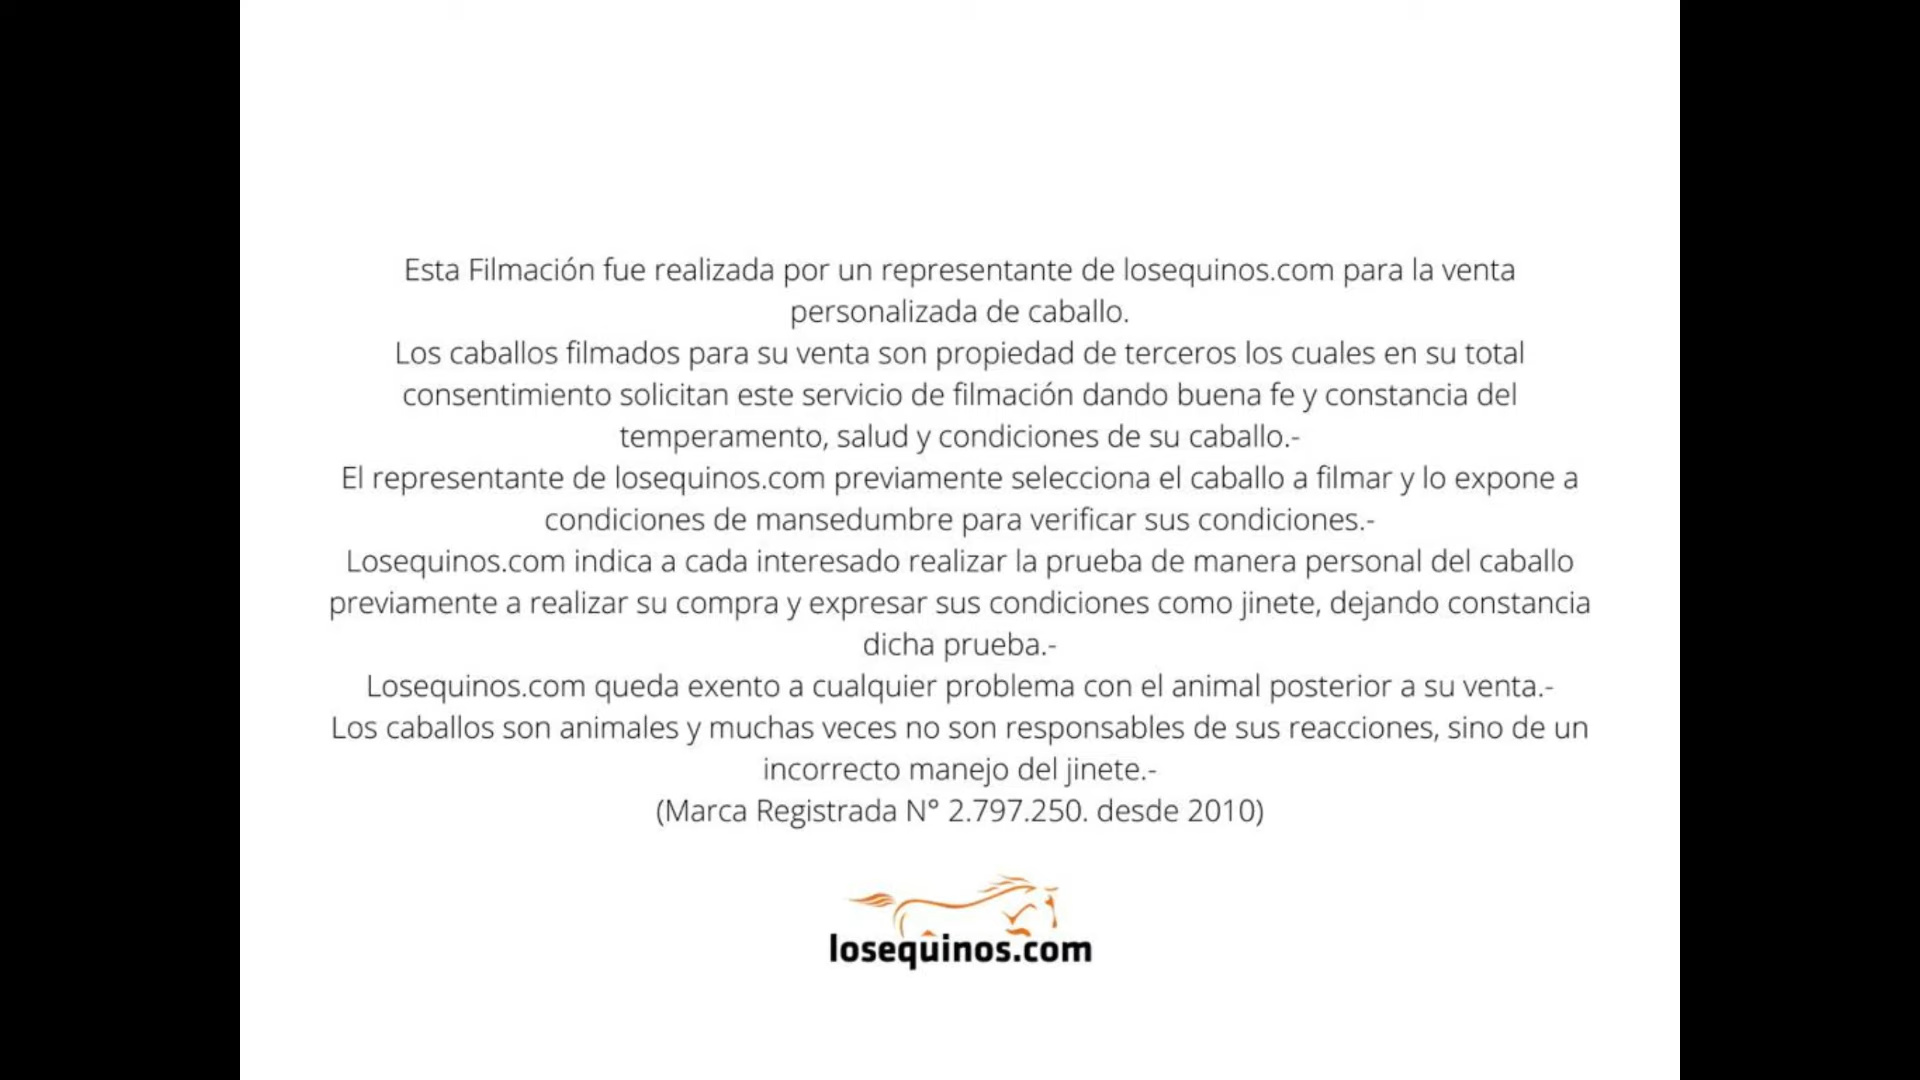 Esta Filmación fue realizada por un representante de losequinos.com para la venta
personalizada de caballo.
Los caballos filmados para su venta son propiedad de terceros los cuales en su total
consentimiento solicitan este servicio de filmación dando buena fe y constancia del
temperamento, salud y condiciones de su caballo.-
El representante de losequinos.com previamente selecciona el caballo a filmar y lo expone a
condiciones de mansedumbre para verificar sus condiciones.-
Losequinos.com indica a cada interesado realizar la prueba de manera personal del caballo
previamente a realizar su compra y expresar sus condiciones como jinete, dejando constancia
dicha prueba.-
Losequinos.com queda exento a cualquier problema con el animal posterior a su venta.-
Los caballos son animales y muchas veces no son responsables de sus reacciones, sino de un
incorrecto manejo del jinete.-
(Marca Registrada N° 2.797.250. desde 2010)
losequinos.com